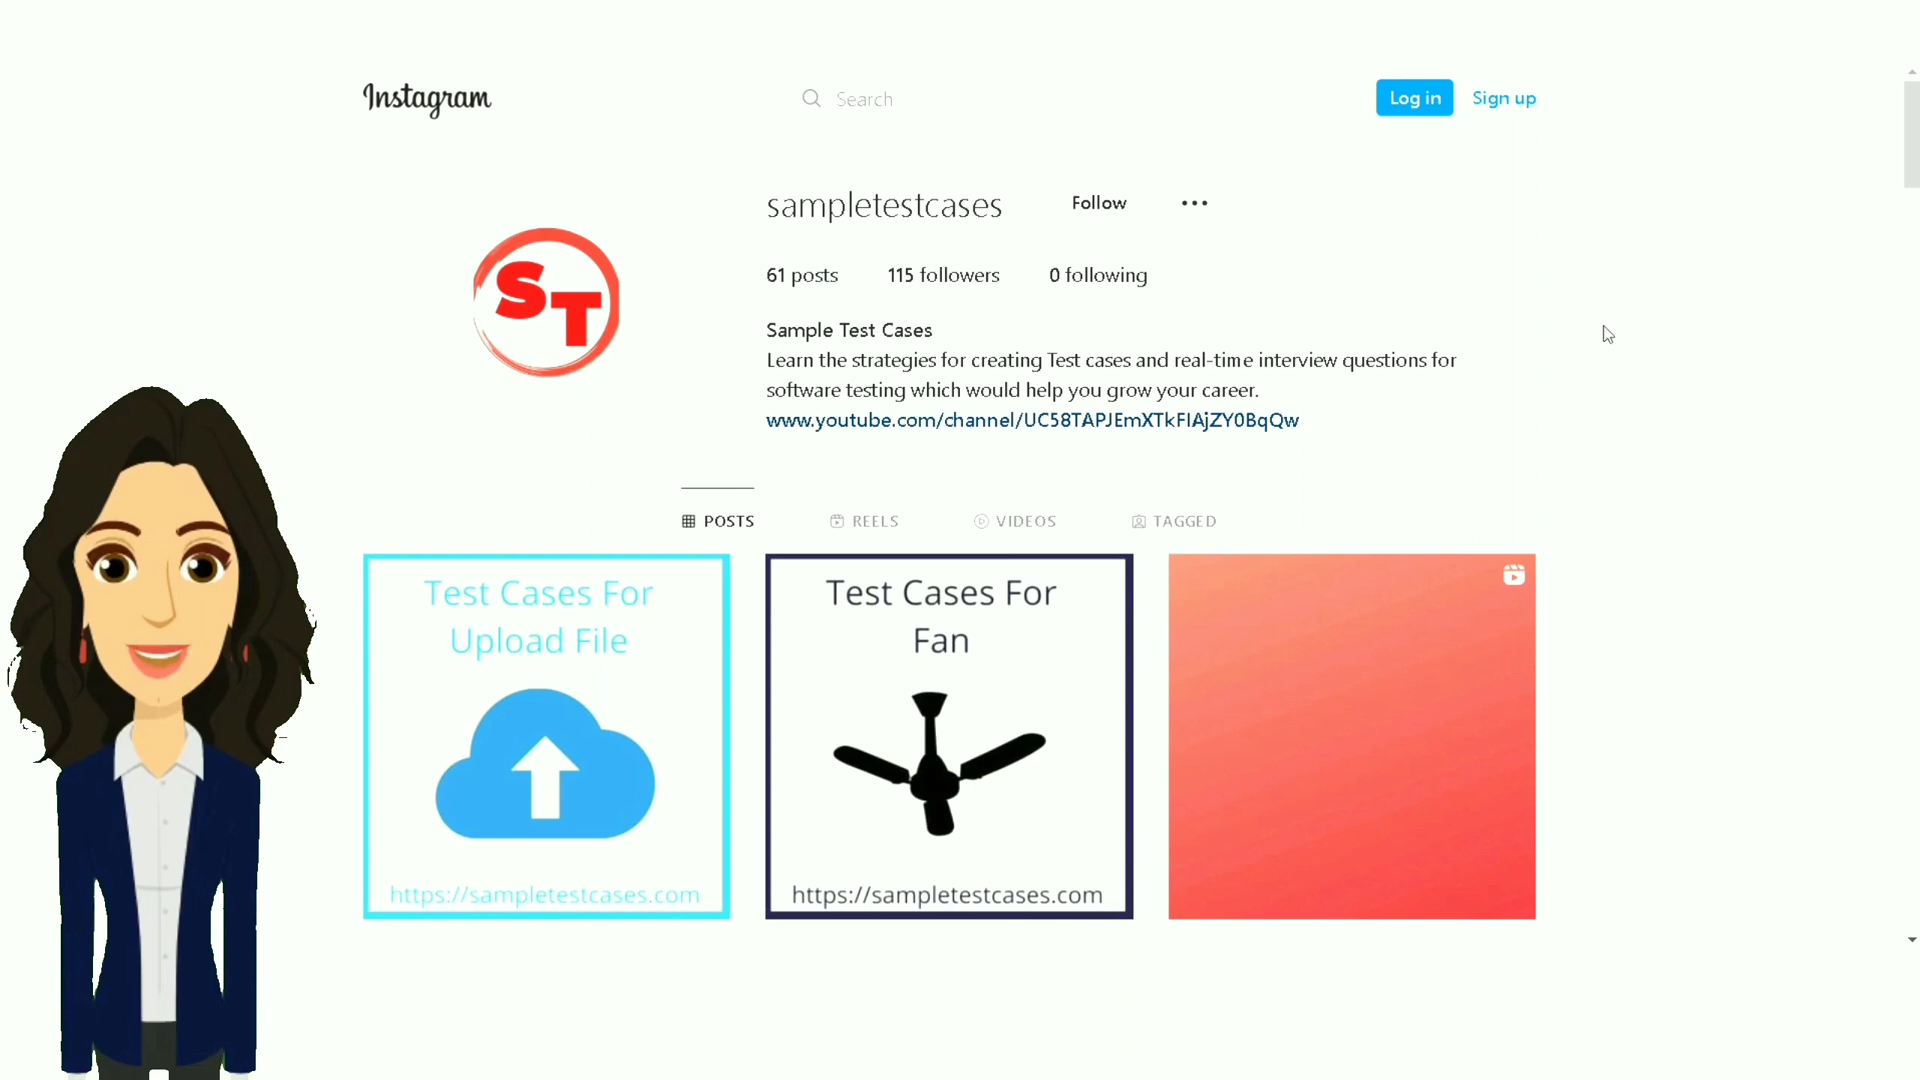 Instagram
Search
Log in
Sign up
sampletestcases
Follow
61 posts
115 followers
0 following
ST
Sample Test Cases
Learn the strategies for creating Test cases and real-time interview questions for
software testing which would help you grow your career.
www.youtube.com/channel/UC58TAPJEmXTkFIAjZY0BqQw
POSTS
REELS
VIDEOS
TAGGED
Test Cases For
Upload File
https://sampletestcases.com
Test Cases For
Fan
https://sampletestcases.com